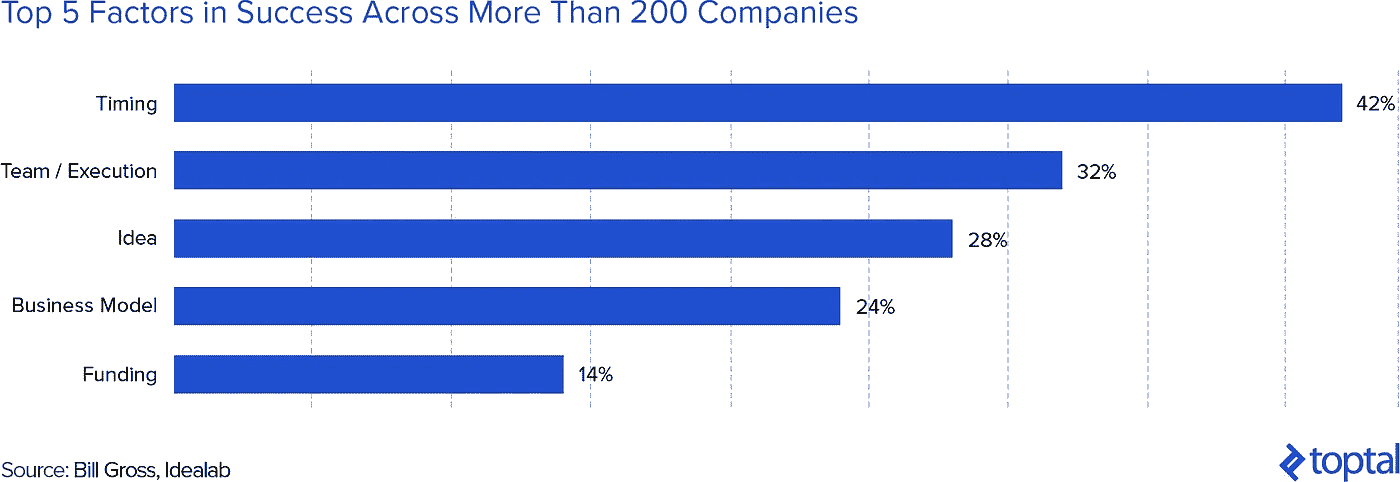 Top 5 Factors in Success Across More Than 200 Companies
Timing 42%
Team / Execution 32%
Idea 28%
Business Model 24%
Funding 14%
Source: Bill Gross, Idealab
toptal